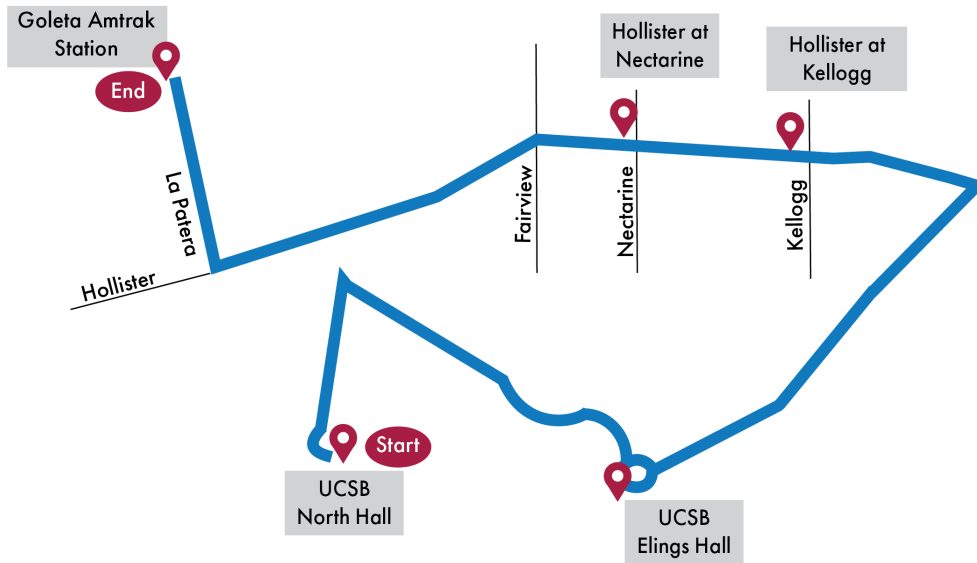 Goleta Amtrak
Station
End
Hollister at
Nectarine
Hollister at
Kellogg
La Patera
Fairview
Nectarine
Kellogg
Hollister
Start
UCSB
North Hall
UCSB
Elings Hall